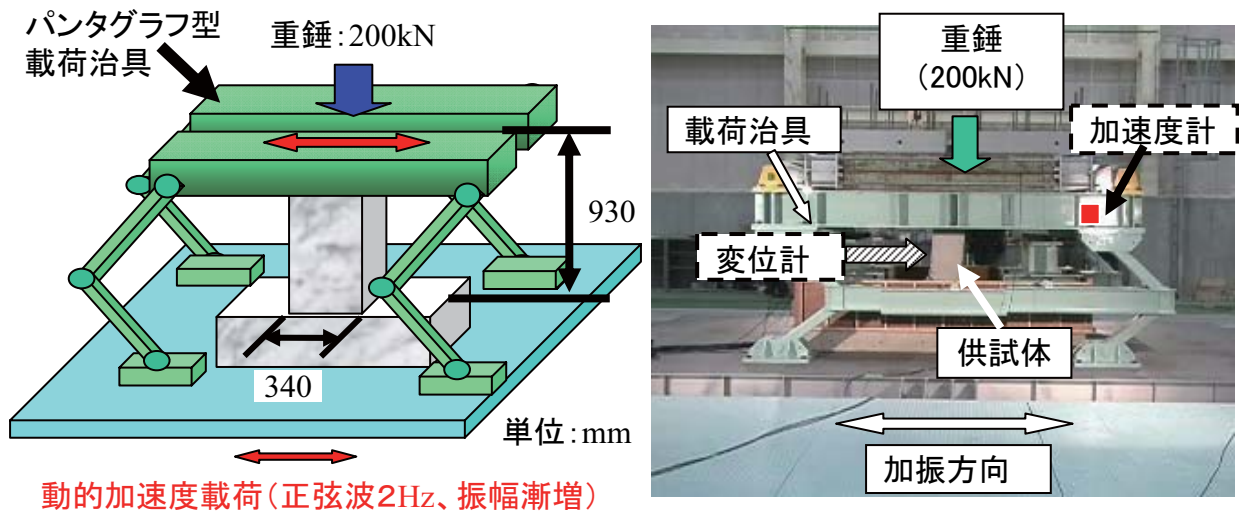 パンタグラフ型
載荷治具
重錘:200kN
930
340
単位:mm
動的加速度載荷(正弦波2Hz、振幅漸増)
重錘
(200kN)
載荷治具
加速度計
変位計
供試体
加振方向